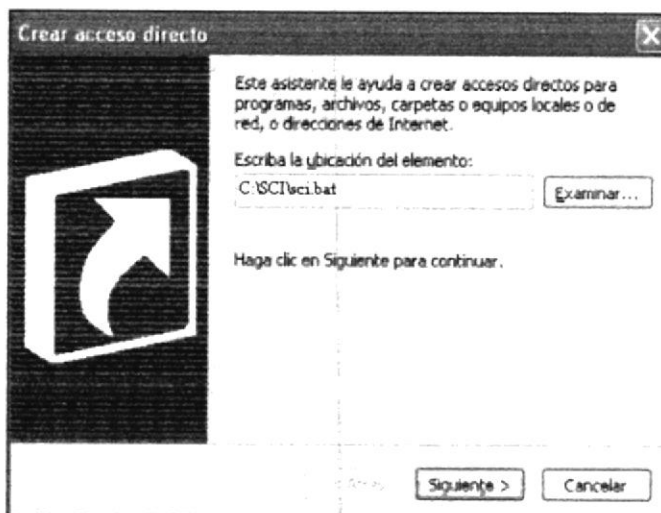 Crear acceso directo
Este asistente le ayuda a crear accesos directos para
programas, archivos, carpetas o equipos locales o de
red, o direcciones de Internet.
Escriba la ubicación del elemento:
C:\SCI\sci.bat
Examinar...
Haga clic en Siguiente para continuar.
Siguiente >
Cancelar